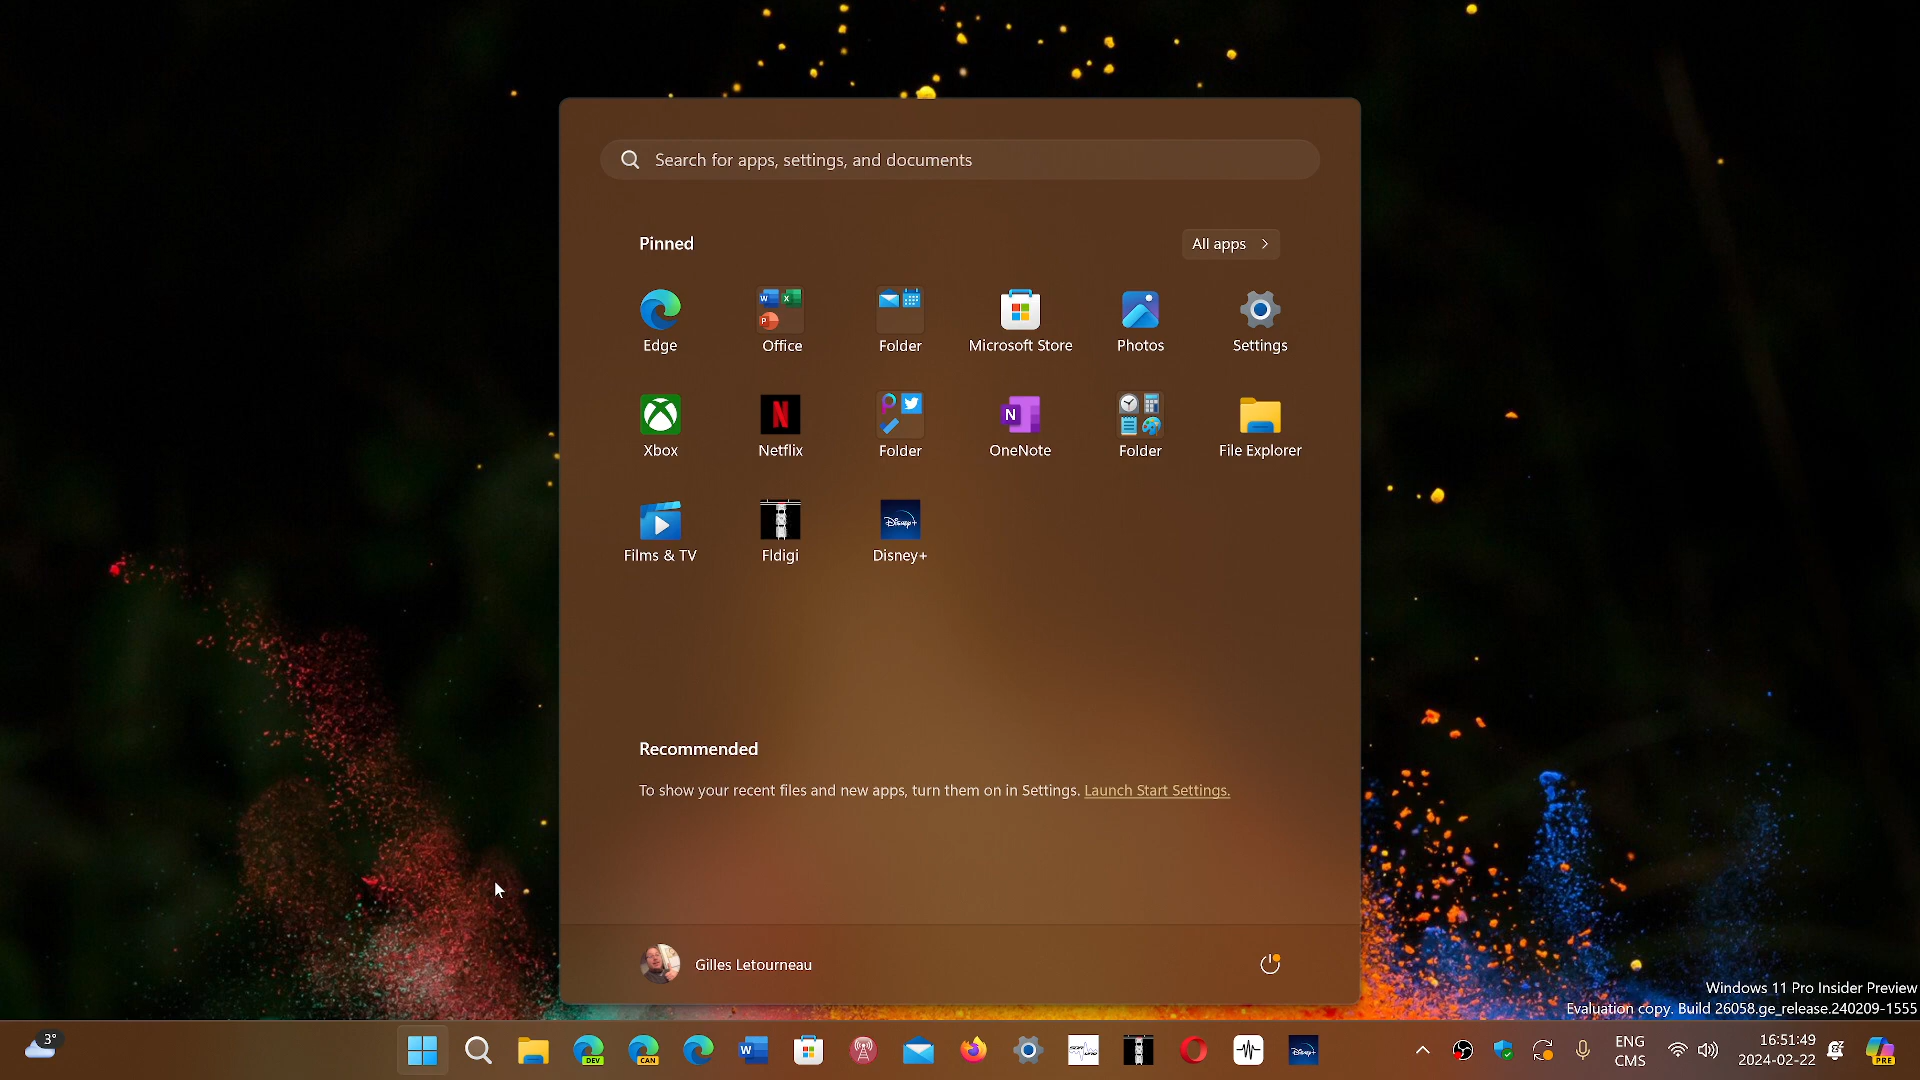 Search for apps, settings, and documents
Pinned
All apps
Edge
Office
Folder
Microsoft Store
Photos
Settings
Xbox
Netflix
Folder
OneNote
Folder
File Explorer
Films & TV
Fldigi
Disney+
Recommended
To show your recent files and new apps, turn them on in Settings. Launch Start Settings.
Gilles Letourneau
Windows 11 Pro Insider Preview
Evaluation copy. Build 26058.ge_release.240209-1555
3°
DEV
CAN
ENG
CMS
16:51:49
2024-02-22
PRE